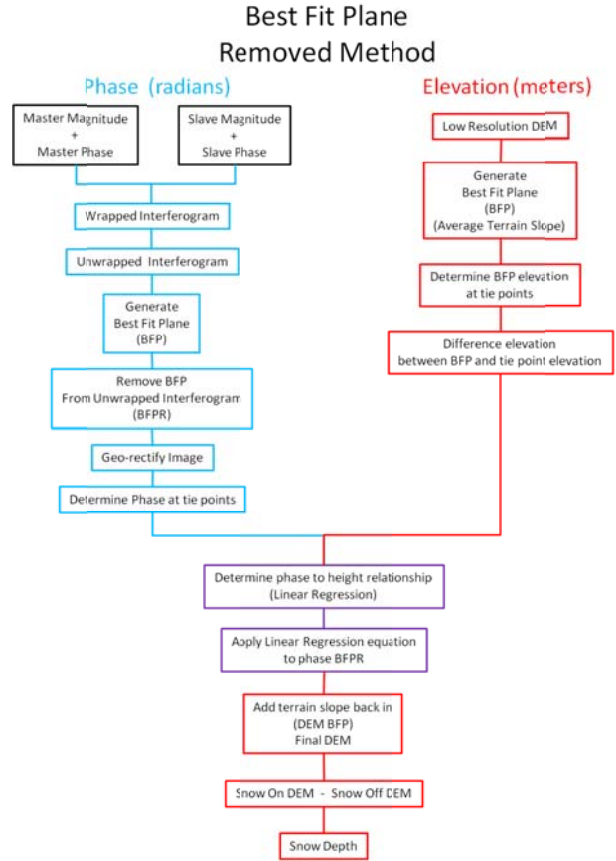 Best Fit Plane
Removed Method
Phase (radians)
Master Magnitude
+
Master Phase
Slave Magnitude
+
Slave Phase
Wrapped Interferogram
Unwrapped Interferogram
Generate
Best Fit Plane
(BFP)
Remove BFP
From Unwrapped Interferogram
(BFPR)
Geo-rectify Image
Determine Phase at tie points
Elevation (meters)
Low Resolution DEM
Generate
Best Fit Plane
(BFP)
(Average Terrain Slope)
Determine BFP elevation
at tie points
Difference elevation
between BFP and tie point elevation
Determine phase to height relationship
(Linear Regression)
Apply Linear Regression equation
to phase BFPR
Add terrain slope back in
(DEM BFP)
Final DEM
Snow On DEM - Snow Off DEM
Snow Depth